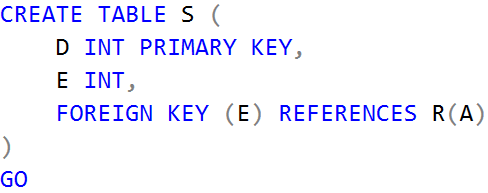 CREATE TABLE S (
    D INT PRIMARY KEY,
    E INT,
    FOREIGN KEY (E) REFERENCES R(A)
)
GO